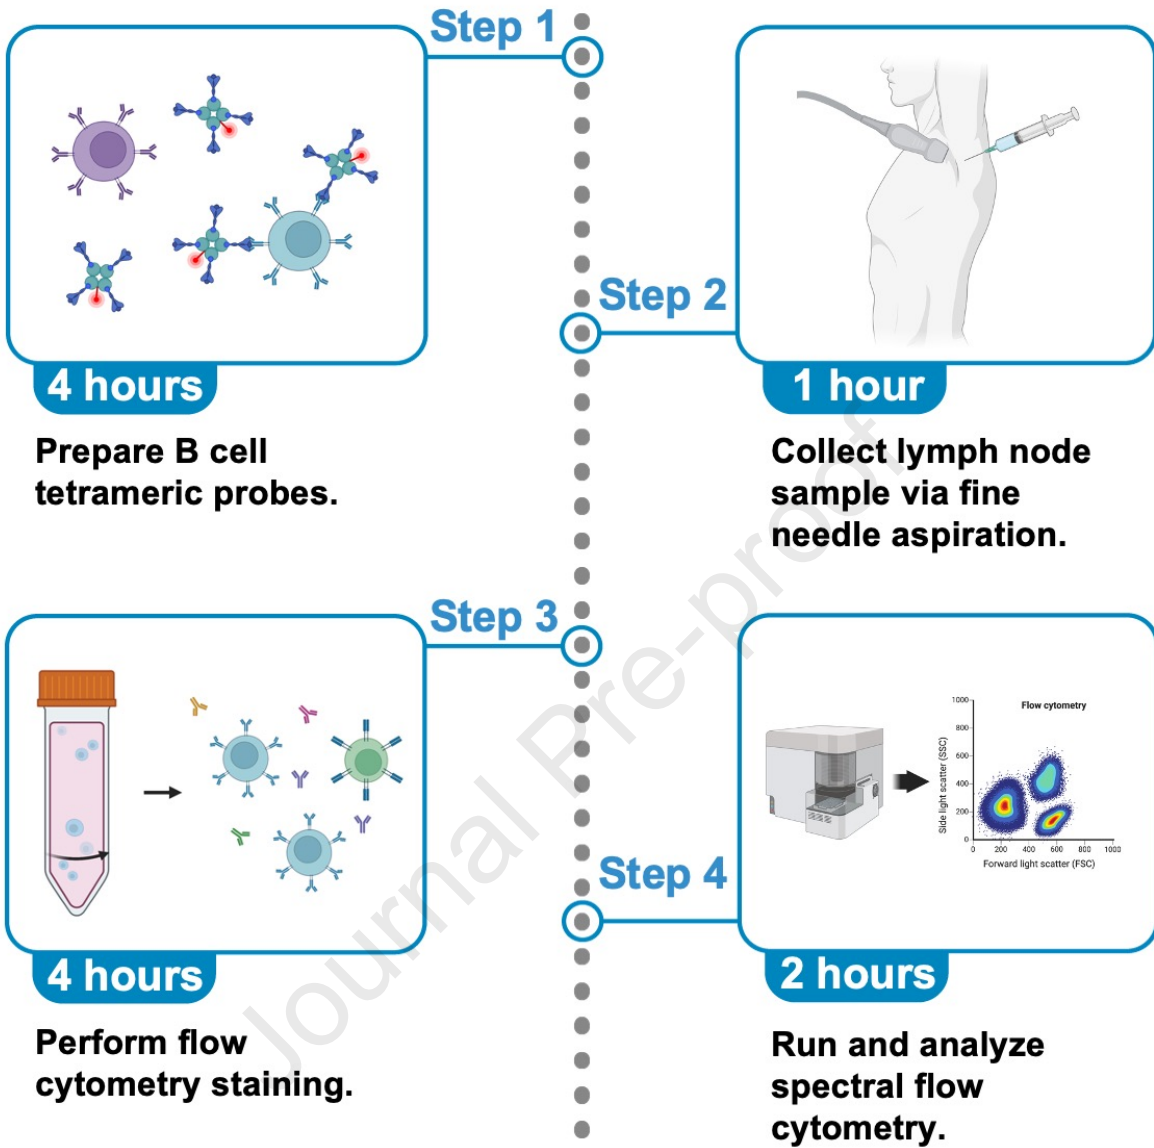 Step 1
4 hours
Prepare B cell
tetrameric probes.
Step 2
1 hour
Collect lymph node
sample via fine
needle aspiration.
Step 3
4 hours
Perform flow
cytometry staining.
Step 4
Flow cytometry
Side light scatter (SSC)
1000
800
600
400
200
0
0
200
400
600
800
1000
Forward light scatter (FSC)
2 hours
Run and analyze
spectral flow
cytometry.
Journal Pre-proof